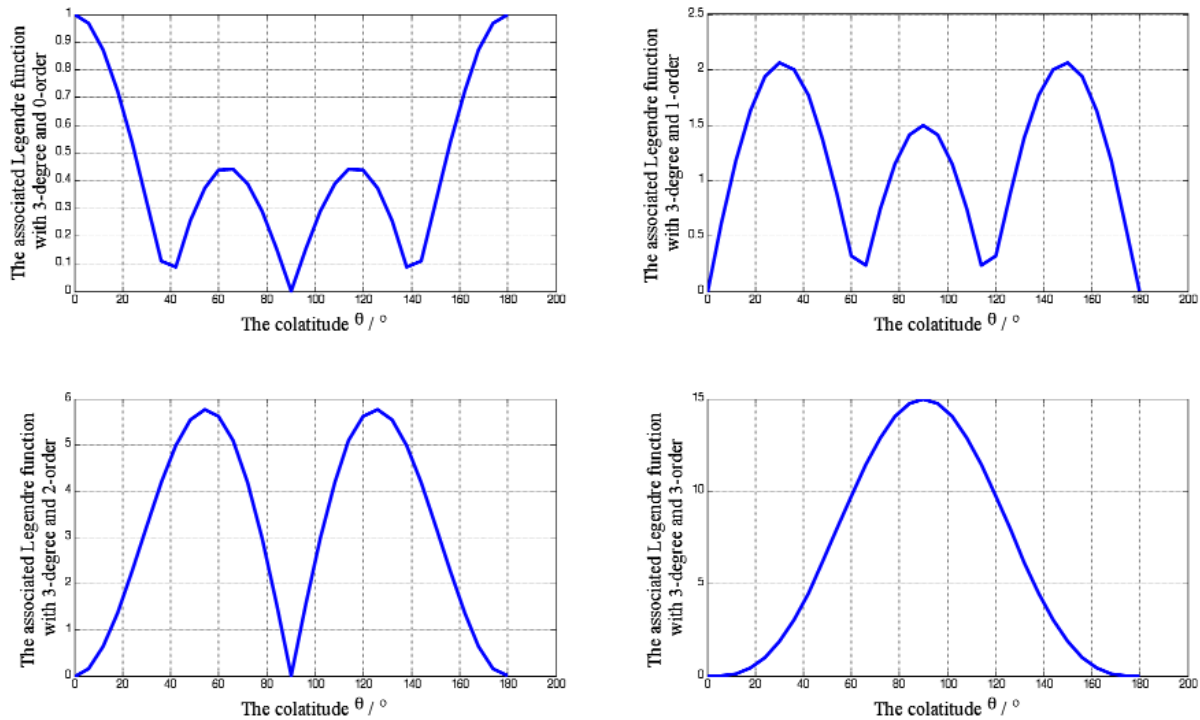 The associated Legendre function
with 3-degree and 0-order
1
0.9
0.8
0.7
0.6
0.5
0.4
0.3
0.2
0.1
0
0 20 40 60 80 100 120 140 160 180 200
The colatitude θ / °
The associated Legendre function
with 3-degree and 1-order
2.5
2
1.5
1
0.5
0
0 20 40 60 80 100 120 140 160 180 200
The colatitude θ / °
The associated Legendre function
with 3-degree and 2-order
6
5
4
3
2
1
0
0 20 40 60 80 100 120 140 160 180 200
The colatitude θ / °
The associated Legendre function
with 3-degree and 3-order
15
10
5
0
0 20 40 60 80 100 120 140 160 180 200
The colatitude θ / °